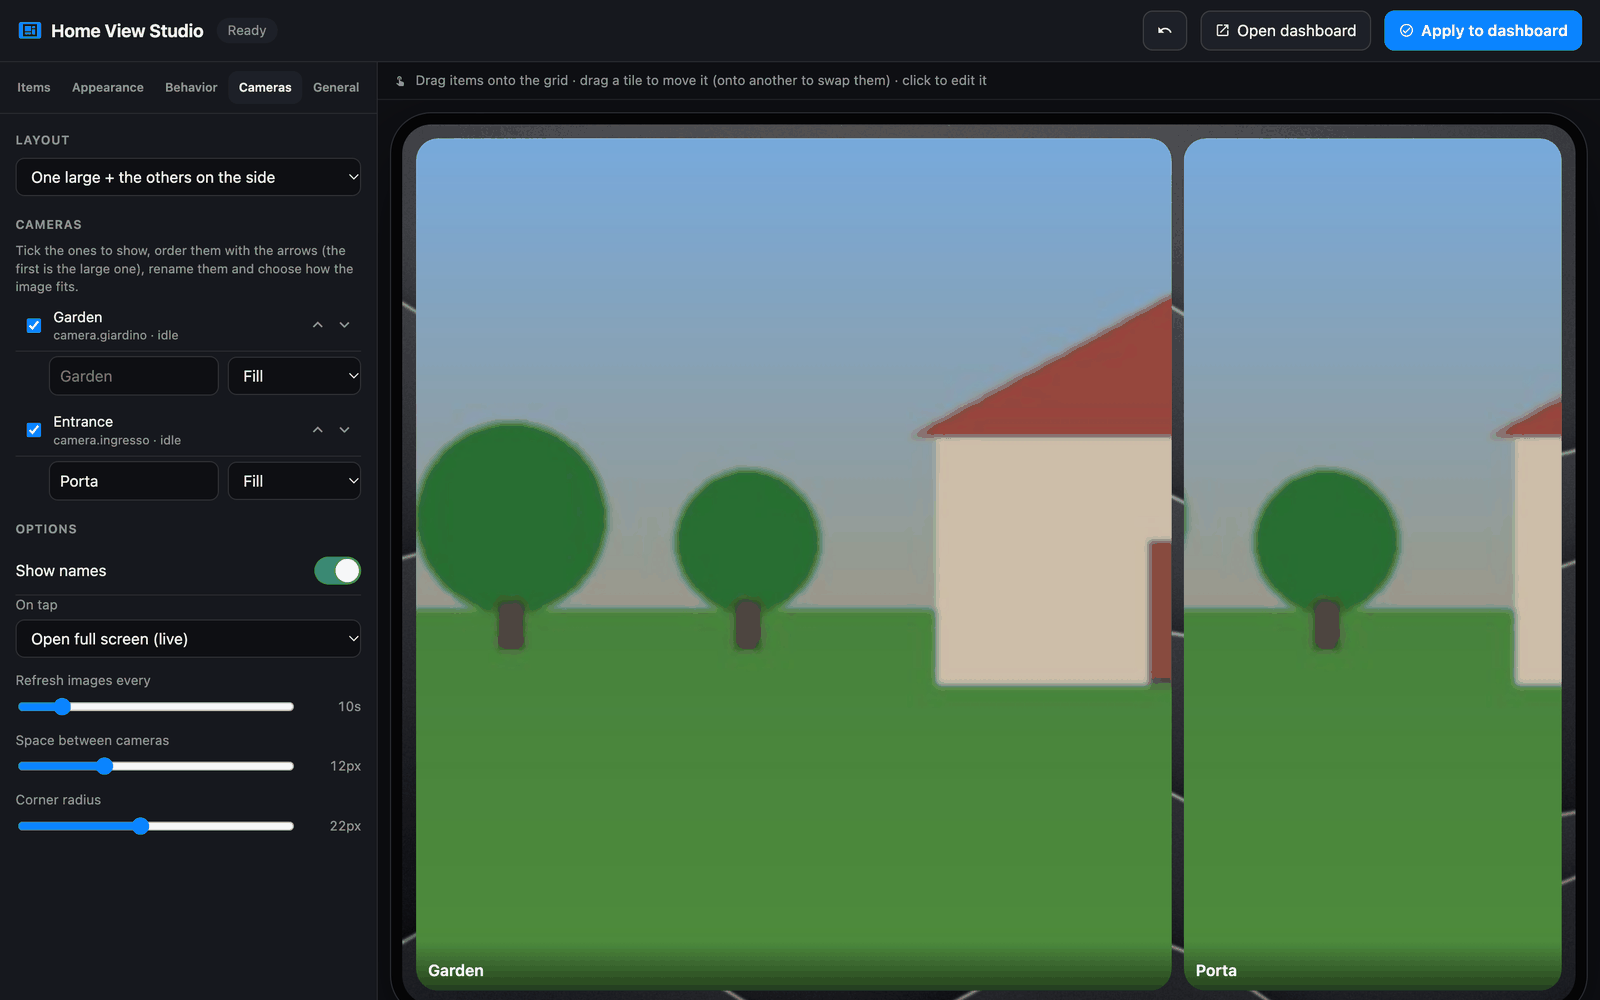 Home View Studio
Ready
Open dashboard
Apply to dashboard
Items
Appearance
Behavior
Cameras
General
Drag items onto the grid · drag a tile to move it (onto another to swap them) · click to edit it
LAYOUT
One large + the others on the side
CAMERAS
Tick the ones to show, order them with the arrows (the
first is the large one), rename them and choose how the
image fits.
Garden
camera.giardino · idle
Garden
Fill
Entrance
camera.ingresso · idle
Porta
Fill
OPTIONS
Show names
On tap
Open full screen (live)
Refresh images every
10s
Space between cameras
12px
Corner radius
22px
Garden
Porta